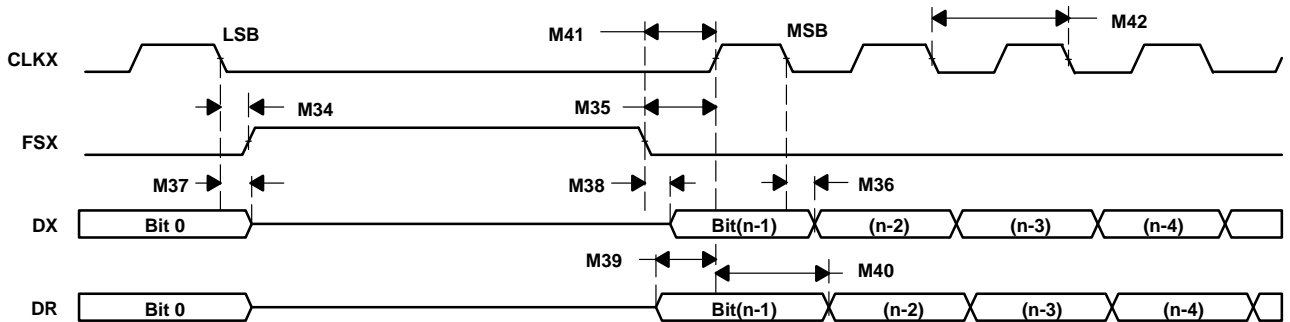 LSB
M41
MSB
M42
CLKX
M34
M35
FSX
M37
M38
M36
DX
Bit 0
Bit(n-1)
(n-2)
(n-3)
(n-4)
M39
M40
DR
Bit 0
Bit(n-1)
(n-2)
(n-3)
(n-4)